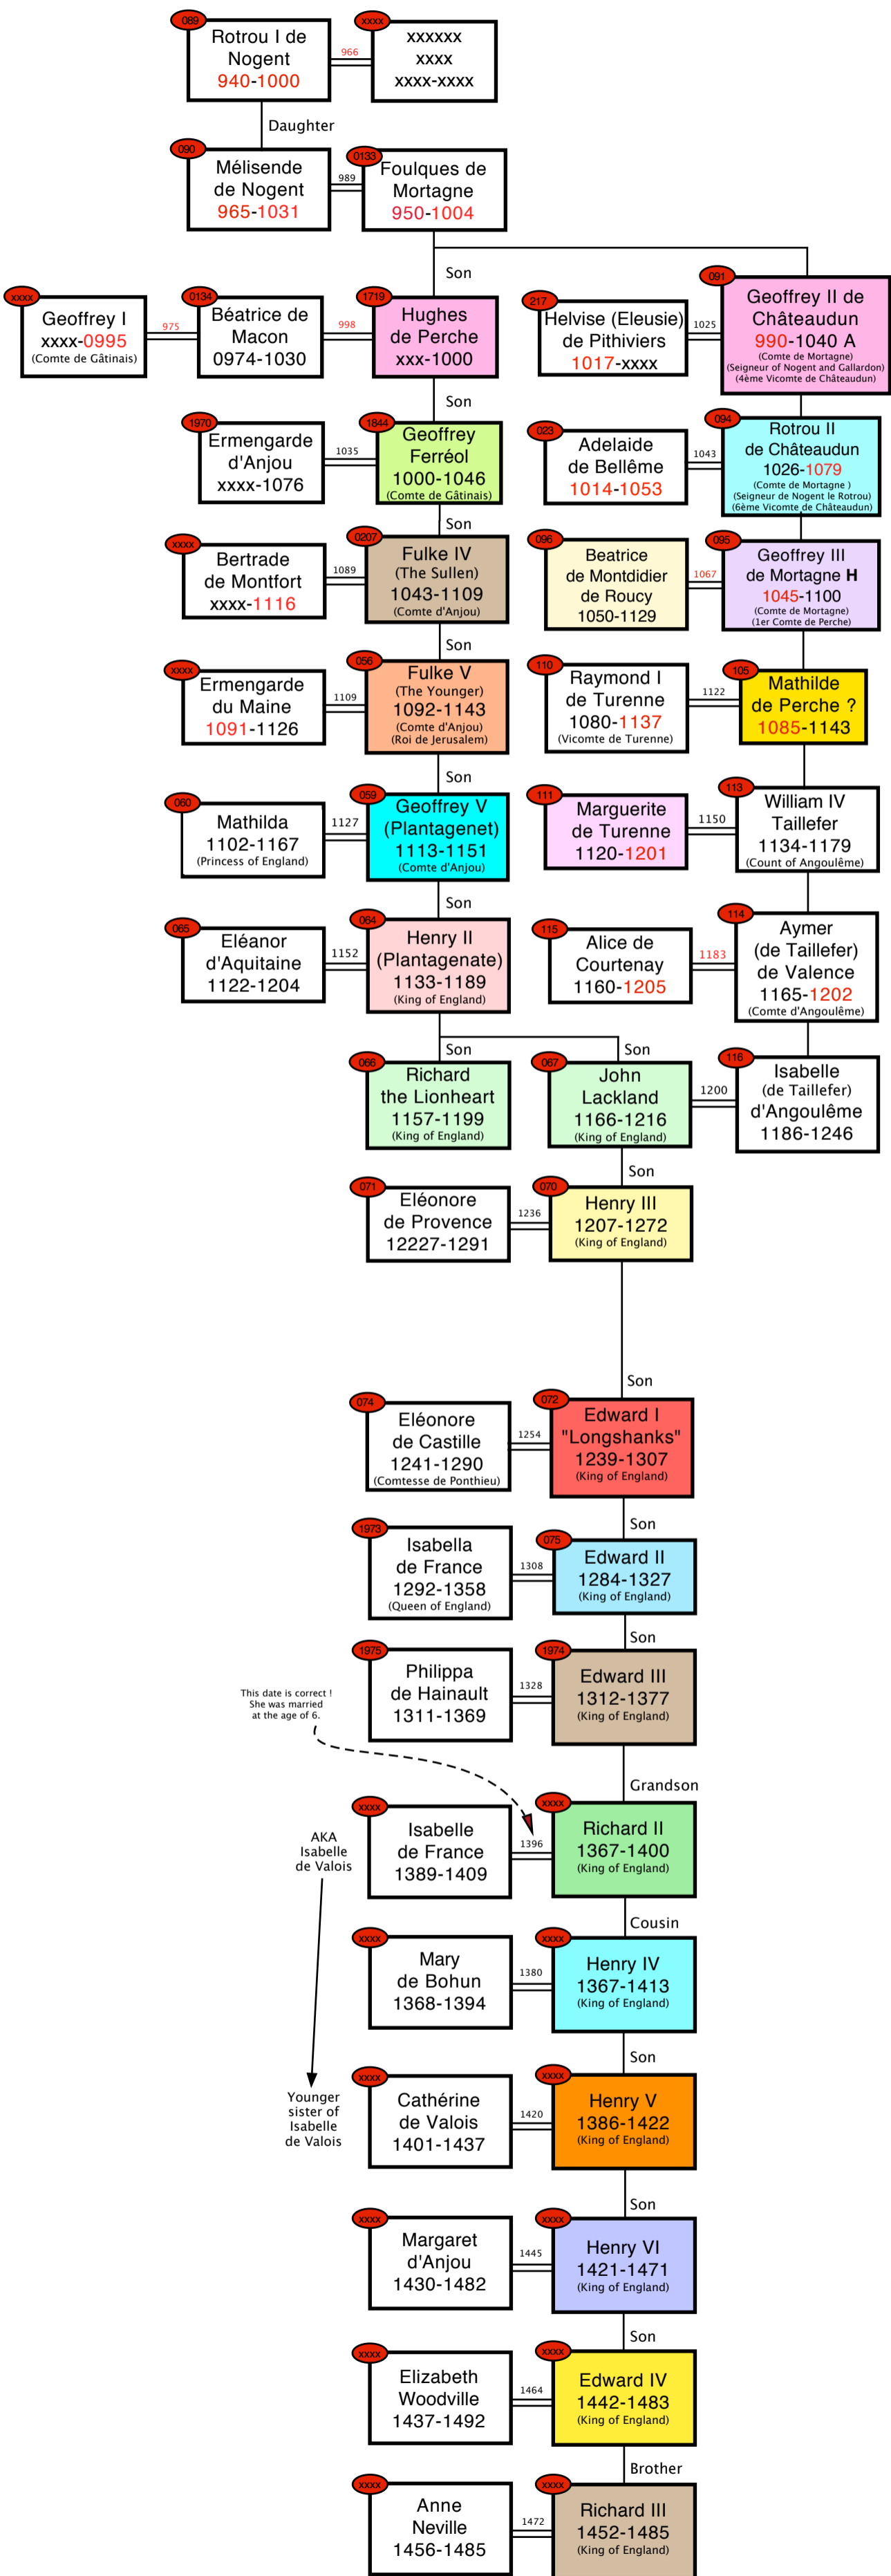 089
Rotrou I de
Nogent
940-1000
966
xxxx
xxxxxx
xxxx
xxxx-xxxx
Daughter
090
Mélisende
de Nogent
965-1031
989
0133
Foulques de
Mortagne
950-1004
Son
xxxx
Geoffrey I
xxxx-0995
(Comte de Gâtinais)
975
0134
Béatrice de
Macon
0974-1030
998
1719
Hughes
de Perche
xxx-1000
217
Helvise (Eleusie)
de Pithiviers
1017-xxxx
1025
091
Geoffrey II de
Châteaudun
990-1040 A
(Comte de Mortagne)
(Seigneur of Nogent and Gallardon)
(4ème Vicomte de Châteaudun)
Son
1970
Ermengarde
d'Anjou
xxxx-1076
1035
1844
Geoffrey
Ferréol
1000-1046
(Comte de Gâtinais)
023
Adelaide
de Bellême
1014-1053
1043
094
Rotrou II
de Châteaudun
1026-1079
(Comte de Mortagne )
(Seigneur de Nogent le Rotrou)
(6ème Vicomte de Châteaudun)
Son
xxxx
Bertrade
de Montfort
xxxx-1116
1089
0207
Fulke IV
(The Sullen)
1043-1109
(Comte d'Anjou)
096
Beatrice
de Montdidier
de Roucy
1050-1129
1067
095
Geoffrey III
de Mortagne H
1045-1100
(Comte de Mortagne)
(1er Comte de Perche)
Son
xxxx
Ermengarde
du Maine
1091-1126
1109
056
Fulke V
(The Younger)
1092-1143
(Comte d'Anjou)
(Roi de Jerusalem)
110
Raymond I
de Turenne
1080-1137
(Vicomte de Turenne)
1122
105
Mathilde
de Perche ?
1085-1143
Son
060
Mathilda
1102-1167
(Princess of England)
1127
059
Geoffrey V
(Plantagenet)
1113-1151
(Comte d'Anjou)
111
Marguerite
de Turenne
1120-1201
1150
113
William IV
Taillefer
1134-1179
(Count of Angoulême)
Son
065
Eléanor
d'Aquitaine
1122-1204
1152
064
Henry II
(Plantagenate)
1133-1189
(King of England)
115
Alice de
Courtenay
1160-1205
1183
114
Aymer
(de Taillefer)
de Valence
1165-1202
(Comte d'Angoulême)
Son
Son
066
Richard
the Lionheart
1157-1199
(King of England)
067
John
Lackland
1166-1216
(King of England)
1200
116
Isabelle
(de Taillefer)
d'Angoulême
1186-1246
Son
071
Eléonore
de Provence
12227-1291
1236
070
Henry III
1207-1272
(King of England)
Son
074
Eléonore
de Castille
1241-1290
(Comtesse de Ponthieu)
1254
072
Edward I
"Longshanks"
1239-1307
(King of England)
Son
1973
Isabella
de France
1292-1358
(Queen of England)
1308
075
Edward II
1284-1327
(King of England)
Son
1975
Philippa
de Hainault
1311-1369
1328
1974
Edward III
1312-1377
(King of England)
This date is correct !
She was married
at the age of 6.
Grandson
xxxx
Isabelle
de France
1389-1409
1396
xxxx
Richard II
1367-1400
(King of England)
AKA
Isabelle
de Valois
Cousin
xxxx
Mary
de Bohun
1368-1394
1380
xxxx
Henry IV
1367-1413
(King of England)
Son
Younger
sister of
Isabelle
de Valois
xxxx
Cathérine
de Valois
1401-1437
1420
xxxx
Henry V
1386-1422
(King of England)
Son
xxxx
Margaret
d'Anjou
1430-1482
1445
xxxx
Henry VI
1421-1471
(King of England)
Son
xxxx
Elizabeth
Woodville
1437-1492
1464
xxxx
Edward IV
1442-1483
(King of England)
Brother
xxxx
Anne
Neville
1456-1485
1472
xxxx
Richard III
1452-1485
(King of England)